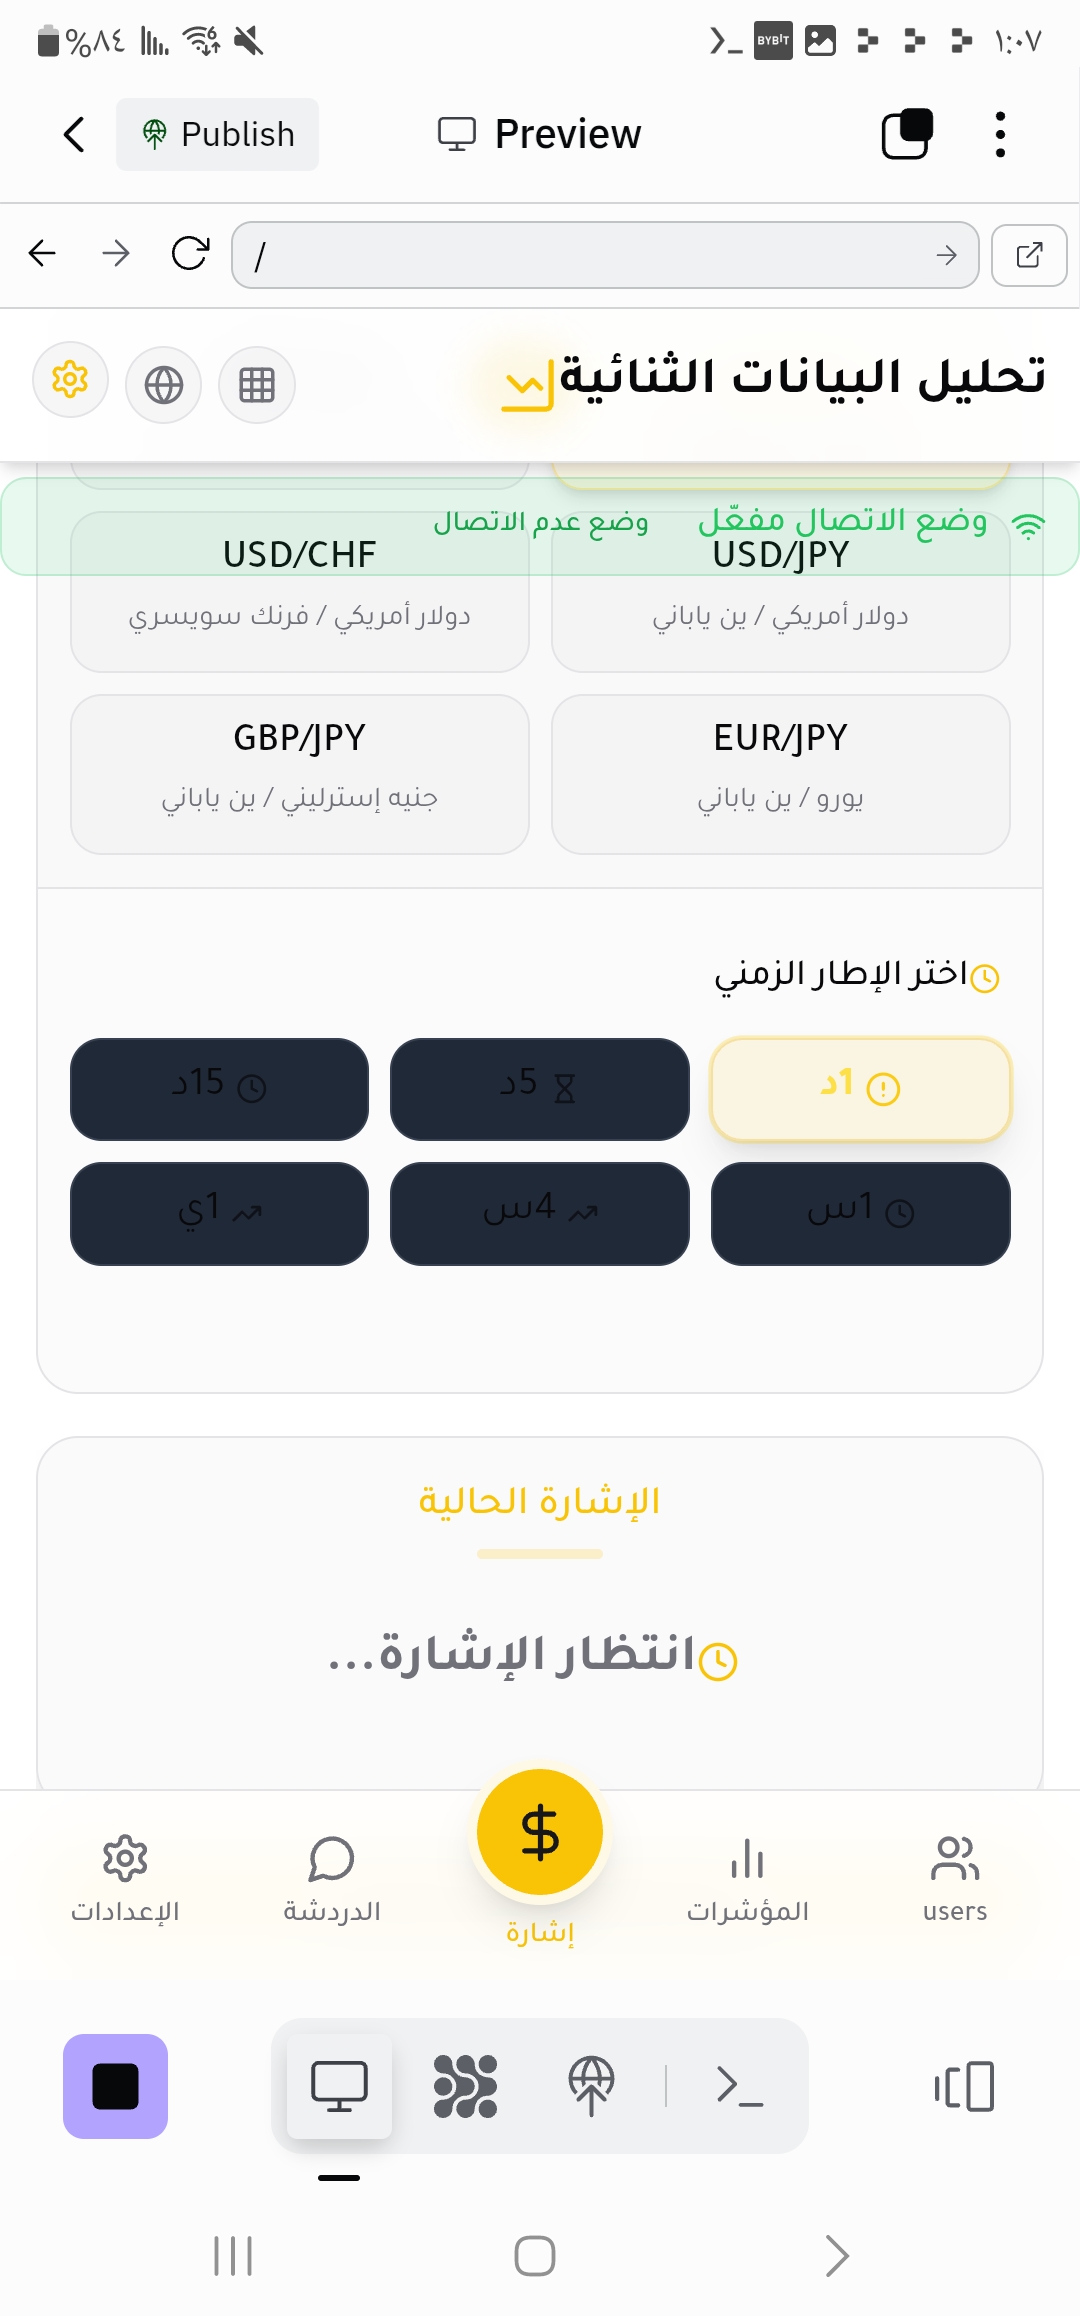 %٨٤
6
BYBIT
١:٠٧
Publish
Preview
/
تحليل البيانات الثنائية
وضع الاتصال مفعّل
وضع عدم الاتصال
USD/JPY
دولار أمريكي / ين ياباني
USD/CHF
دولار أمريكي / فرنك سويسري
EUR/JPY
يورو / ين ياباني
GBP/JPY
جنيه إسترليني / ين ياباني
اختر الإطار الزمني
1د
5د
15د
1س
4س
1ي
الإشارة الحالية
انتظار الإشارة...
users
المؤشرات
إشارة
الدردشة
الإعدادات